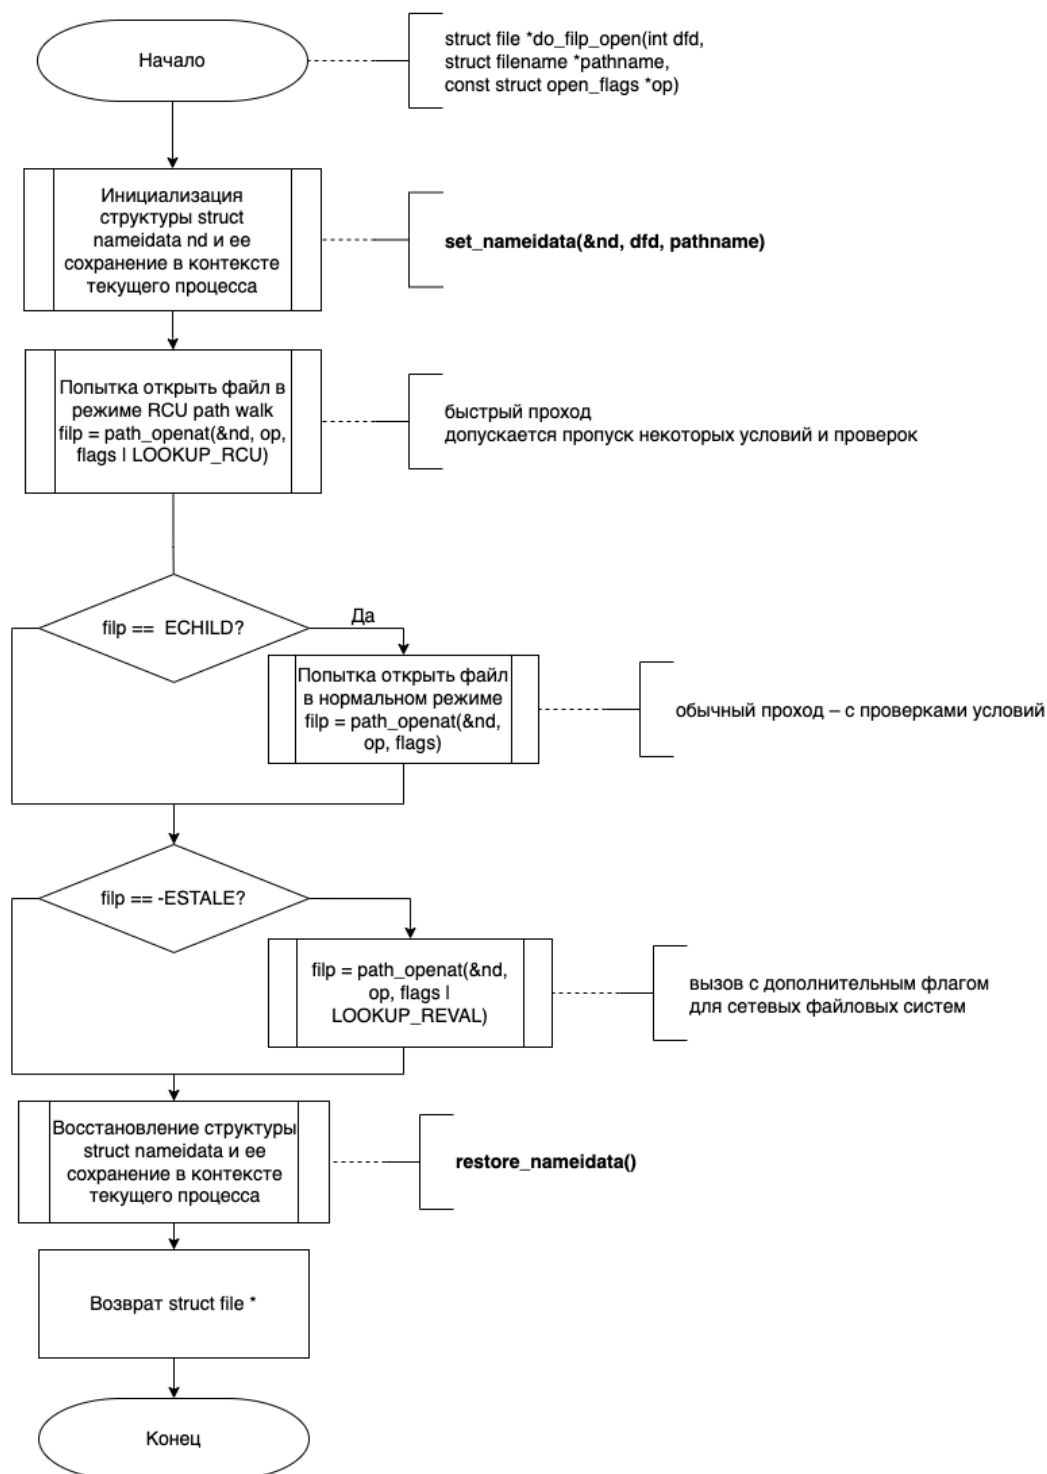 Начало
struct file *do_filp_open(int dfd,
struct filename *pathname,
const struct open_flags *op)
Инициализация
структуры struct
nameidata nd и ее
сохранение в контексте
текущего процесса
set_nameidata(&nd, dfd, pathname)
Попытка открыть файл в
режиме RCU path walk
filp = path_openat(&nd, op,
flags | LOOKUP_RCU)
быстрый проход
допускается пропуск некоторых условий и проверок
filp == ECHILD?
Да
Попытка открыть файл
в нормальном режиме
filp = path_openat(&nd,
op, flags)
обычный проход – с проверками условий
filp == -ESTALE?
filp = path_openat(&nd,
op, flags |
LOOKUP_REVAL)
вызов с дополнительным флагом
для сетевых файловых систем
Восстановление структуры
struct nameidata и ее
сохранение в контексте
текущего процесса
restore_nameidata()
Возврат struct file *
Конец